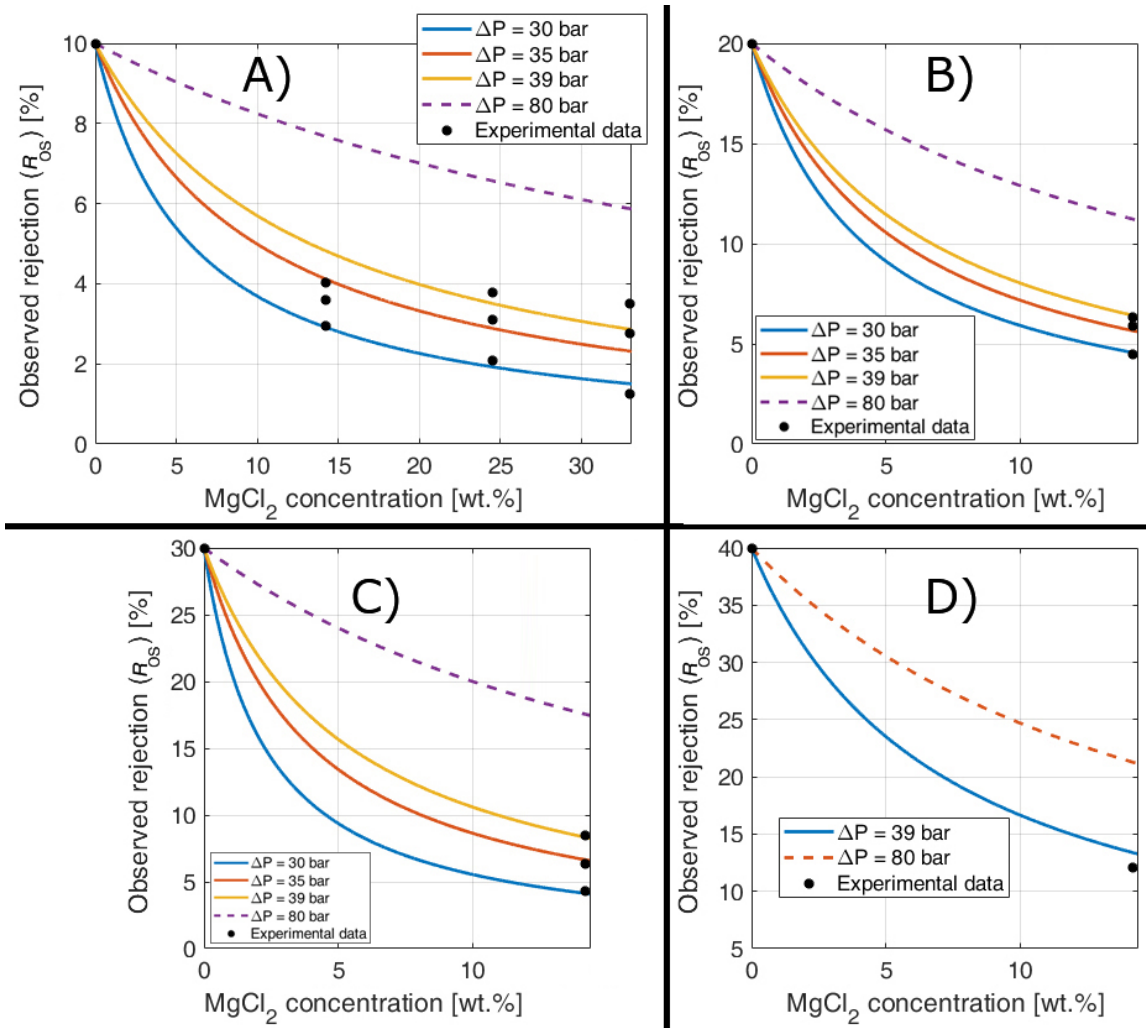 A)
ΔP = 30 bar
ΔP = 35 bar
ΔP = 39 bar
ΔP = 80 bar
Experimental data
Observed rejection (R_os) [%]
10
8
6
4
2
0
0 5 10 15 20 25 30
MgCl₂ concentration [wt.%]
B)
Observed rejection (R_os) [%]
20
15
10
5
0
ΔP = 30 bar
ΔP = 35 bar
ΔP = 39 bar
ΔP = 80 bar
Experimental data
0 5 10
MgCl₂ concentration [wt.%]
C)
Observed rejection (R_os) [%]
30
25
20
15
10
5
0
ΔP = 30 bar
ΔP = 35 bar
ΔP = 39 bar
ΔP = 80 bar
Experimental data
0 5 10
MgCl₂ concentration [wt.%]
D)
Observed rejection (R_os) [%]
40
35
30
25
20
15
10
5
ΔP = 39 bar
ΔP = 80 bar
Experimental data
0 5 10
MgCl₂ concentration [wt.%]